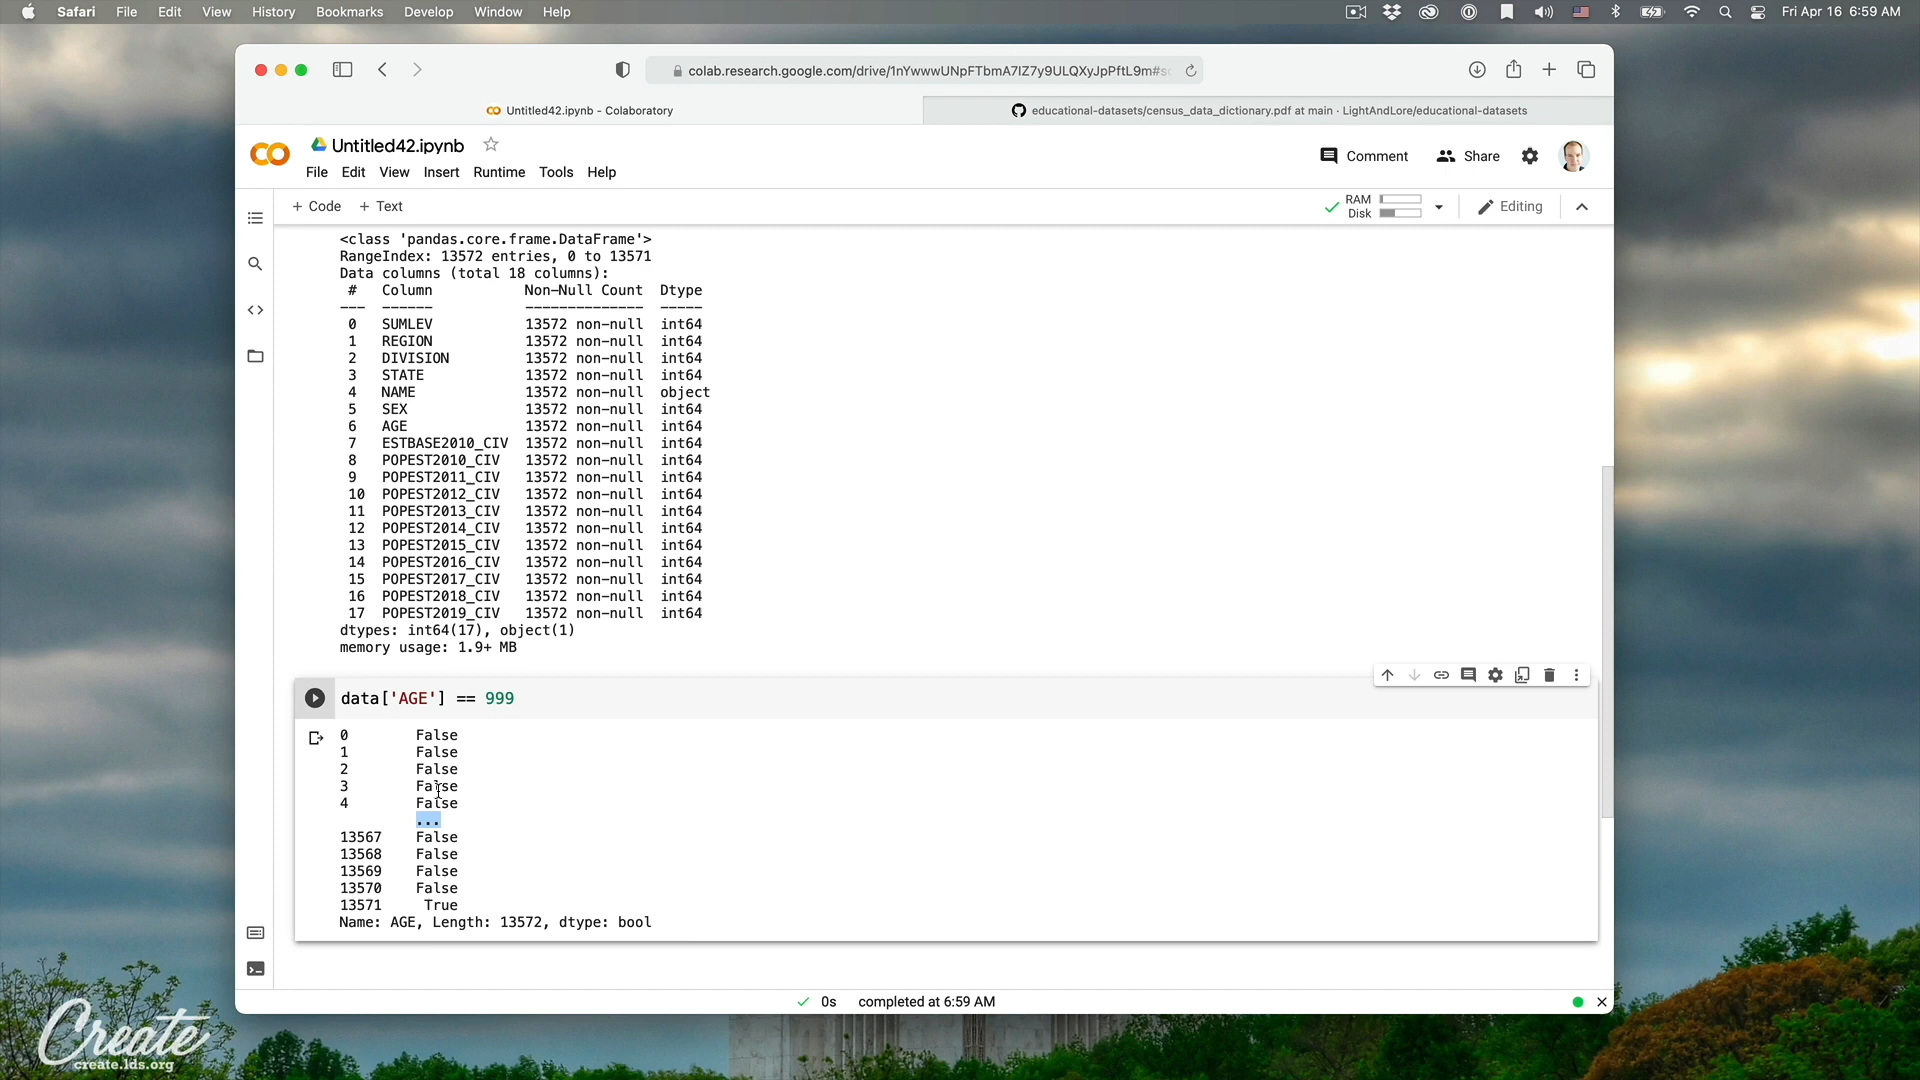 Safari File Edit View History Bookmarks Develop Window Help Fri Apr 16 6:59 AM
colab.research.google.com/drive/1nYwwwUNpFTbmA7IZ7y9ULQXyJpPftL9m#sc
Untitled42.ipynb - Colaboratory educational-datasets/census_data_dictionary.pdf at main · LightAndLore/educational-datasets
Untitled42.ipynb
Comment Share
File Edit View Insert Runtime Tools Help
+ Code + Text RAM Editing
Disk
<class 'pandas.core.frame.DataFrame'>
RangeIndex: 13572 entries, 0 to 13571
Data columns (total 18 columns):
# Column Non-Null Count Dtype
--- ------ -------------- -----
0 SUMLEV 13572 non-null int64
1 REGION 13572 non-null int64
2 DIVISION 13572 non-null int64
3 STATE 13572 non-null int64
4 NAME 13572 non-null object
5 SEX 13572 non-null int64
6 AGE 13572 non-null int64
7 ESTBASE2010_CIV 13572 non-null int64
8 POPEST2010_CIV 13572 non-null int64
9 POPEST2011_CIV 13572 non-null int64
10 POPEST2012_CIV 13572 non-null int64
11 POPEST2013_CIV 13572 non-null int64
12 POPEST2014_CIV 13572 non-null int64
13 POPEST2015_CIV 13572 non-null int64
14 POPEST2016_CIV 13572 non-null int64
15 POPEST2017_CIV 13572 non-null int64
16 POPEST2018_CIV 13572 non-null int64
17 POPEST2019_CIV 13572 non-null int64
dtypes: int64(17), object(1)
memory usage: 1.9+ MB
data['AGE'] == 999
0 False
1 False
2 False
3 False
4 False
...
13567 False
13568 False
13569 False
13570 False
13571 True
Name: AGE, Length: 13572, dtype: bool
0s completed at 6:59 AM
Create
create.lds.org